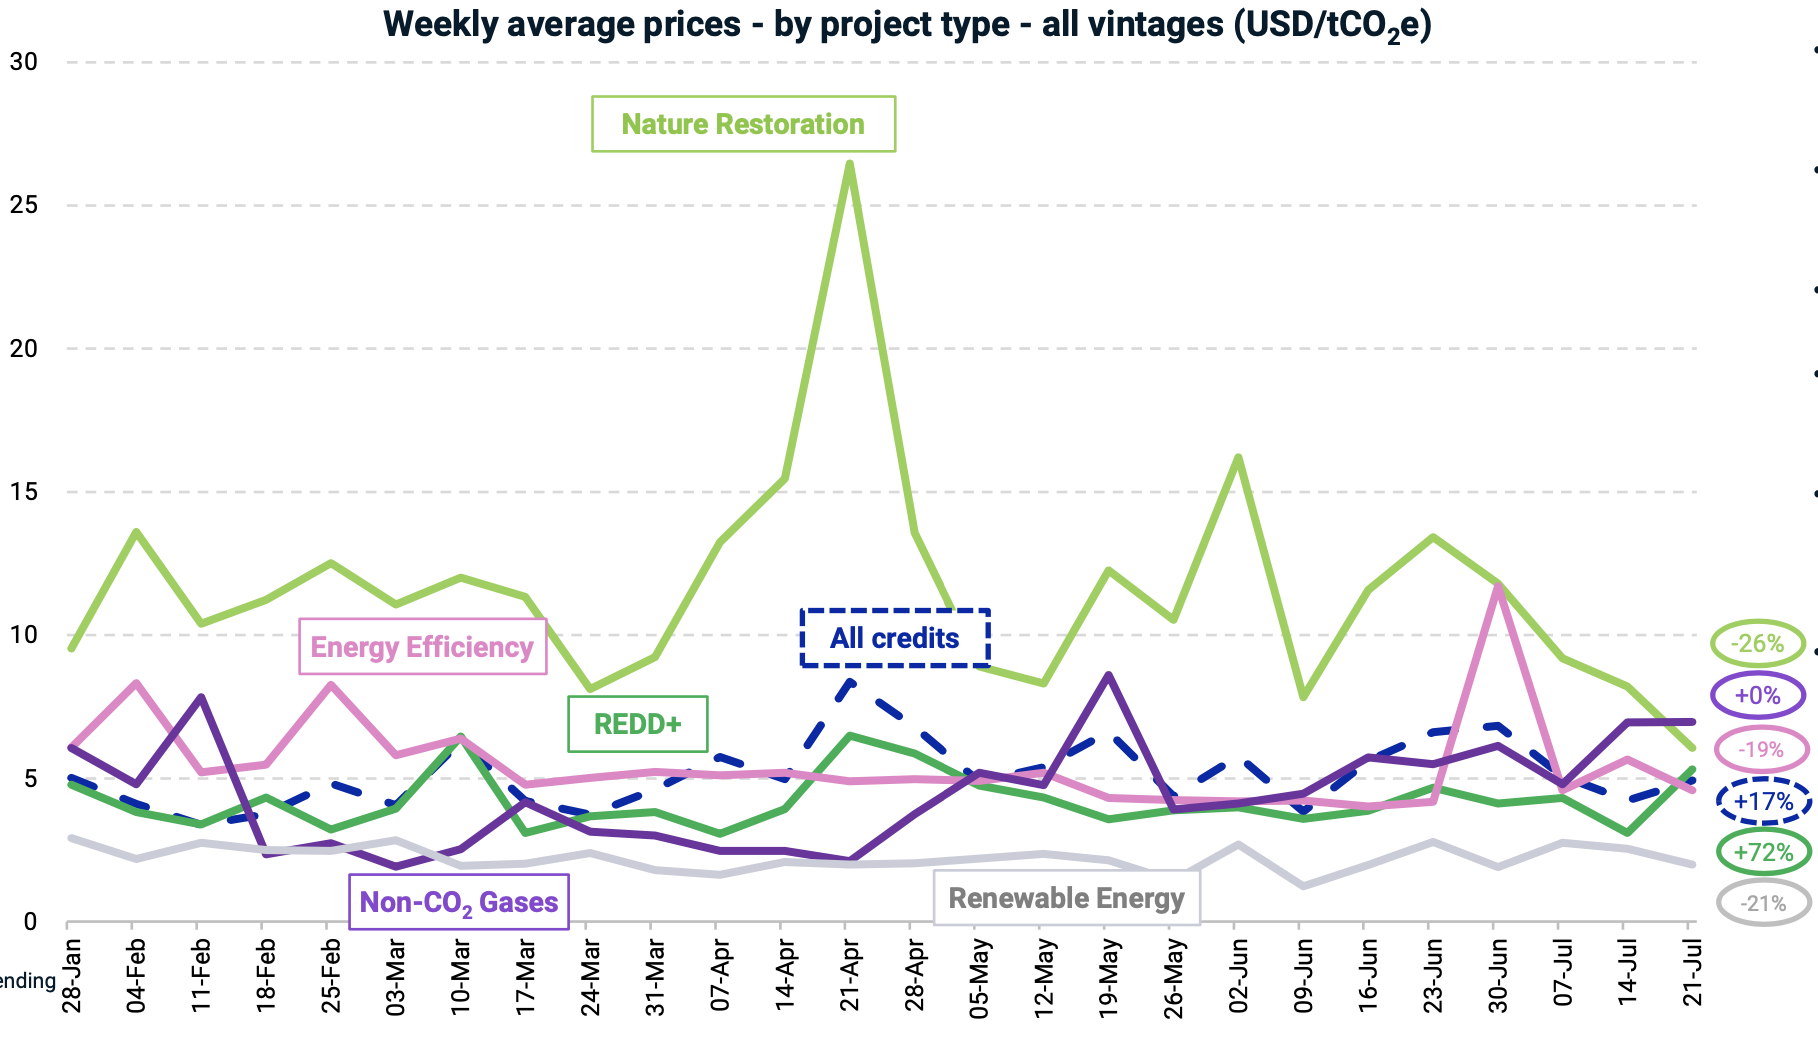 Weekly average prices - by project type - all vintages (USD/tCO₂e)
30
Nature Restoration
25
20
15
10
Energy Efficiency
All credits
REDD+
5
Non-CO₂ Gases
Renewable Energy
0
-26%
+0%
-19%
+17%
+72%
-21%
ending
28-Jan
04-Feb
11-Feb
18-Feb
25-Feb
03-Mar
10-Mar
17-Mar
24-Mar
31-Mar
07-Apr
14-Apr
21-Apr
28-Apr
05-May
12-May
19-May
26-May
02-Jun
09-Jun
16-Jun
23-Jun
30-Jun
07-Jul
14-Jul
21-Jul